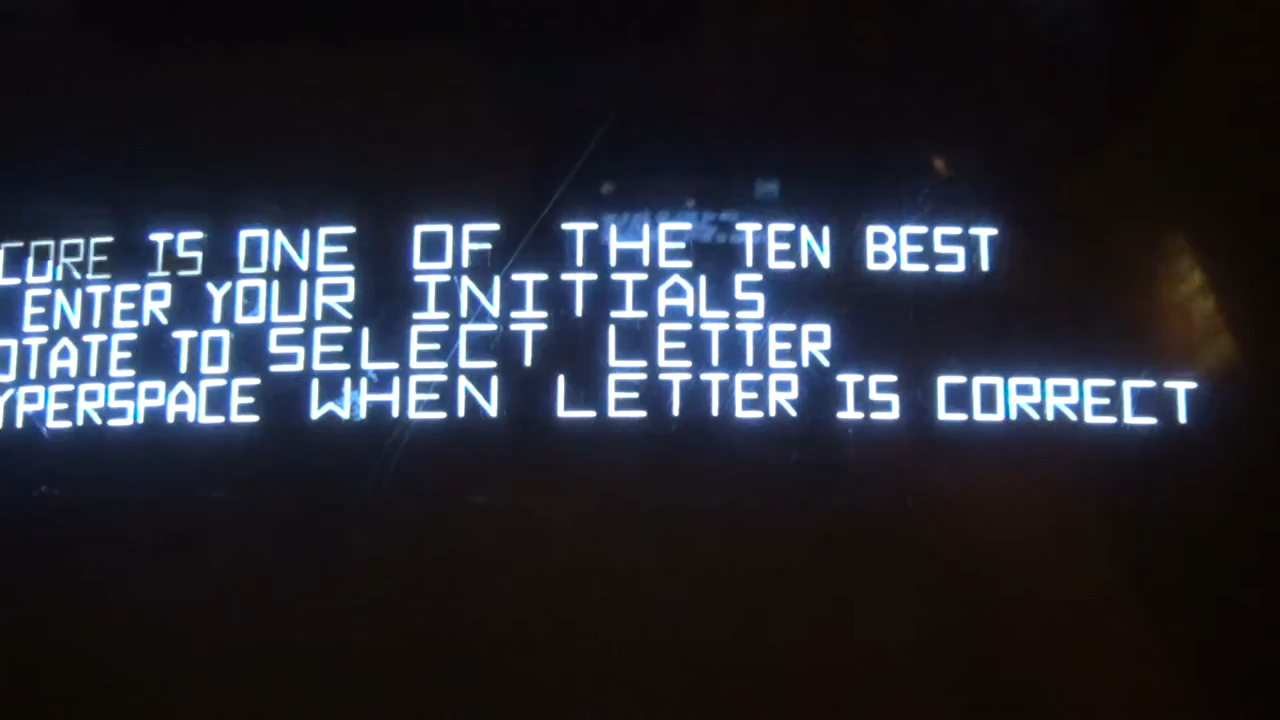 CORE IS ONE OF THE TEN BEST
ENTER YOUR INITIALS
OTATE TO SELECT LETTER
YPERSPACE WHEN LETTER IS CORRECT